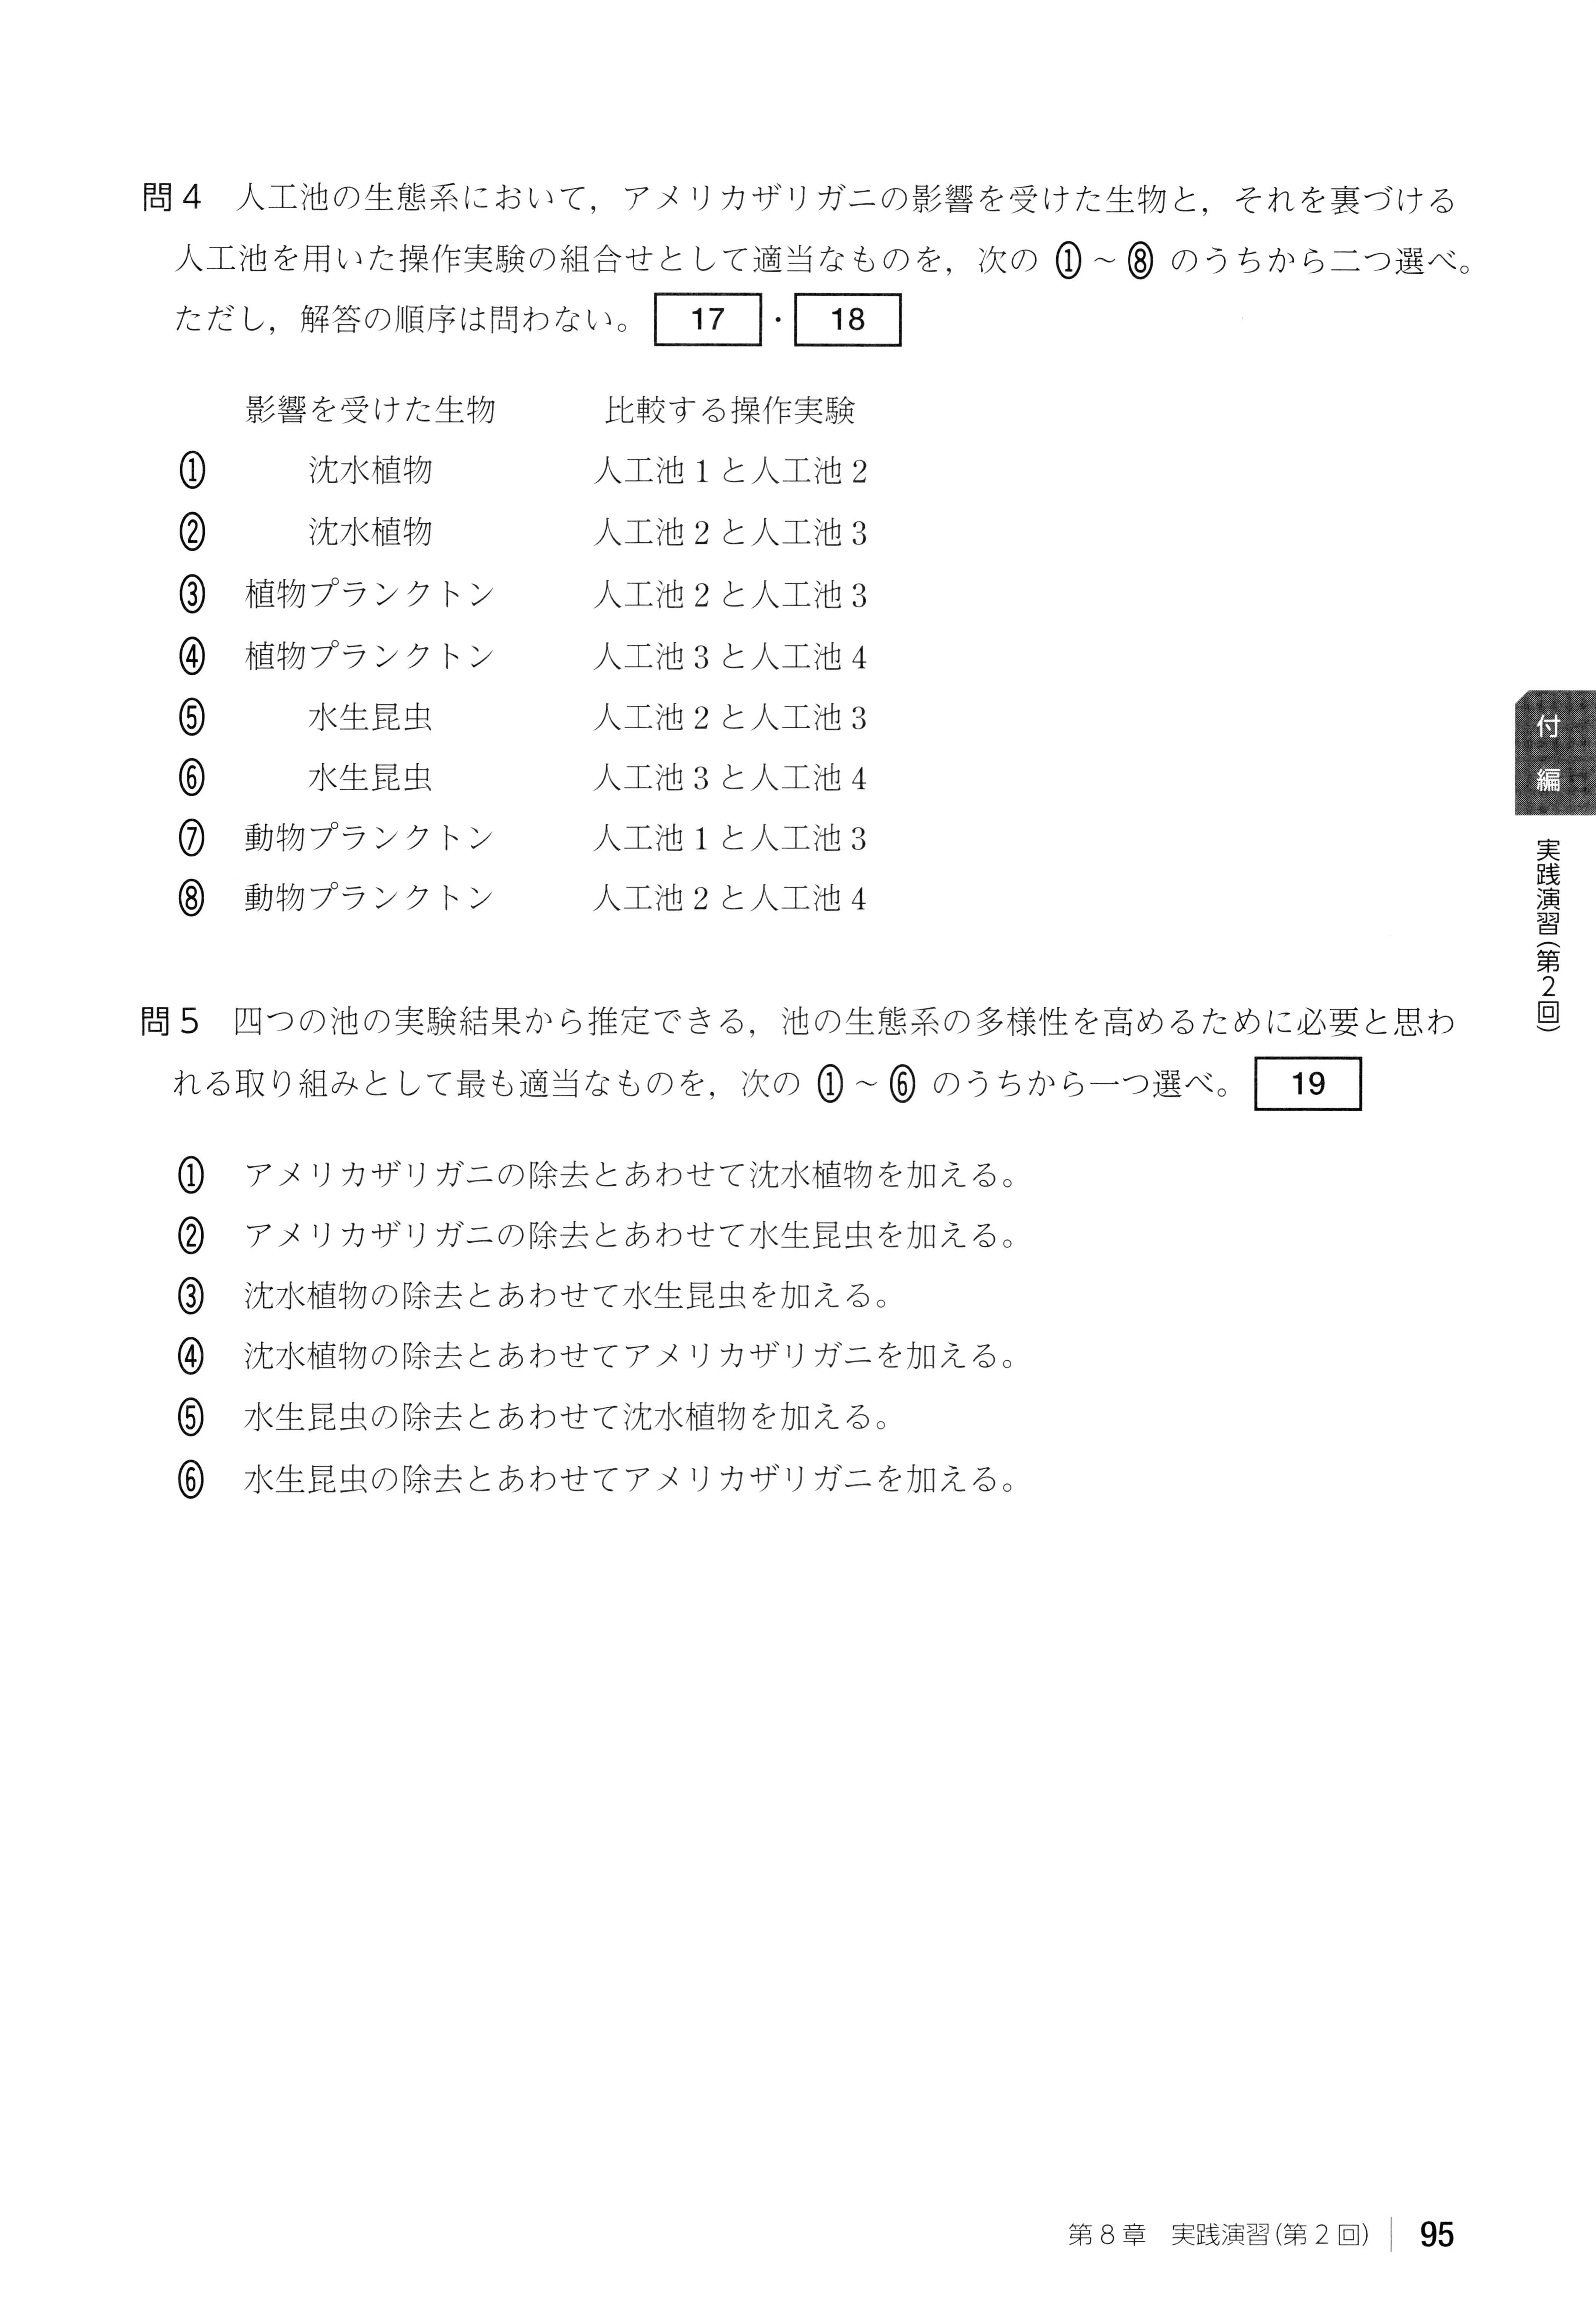 問4　人工池の生態系において，アメリカザリガニの影響を受けた生物と，それを裏づける
人工池を用いた操作実験の組合せとして適当なものを，次の ① ～ ⑧ のうちから二つ選べ。
ただし，解答の順序は問わない。 17 ・ 18
影響を受けた生物　比較する操作実験
① 沈水植物 人工池1と人工池2
② 沈水植物 人工池2と人工池3
③ 植物プランクトン 人工池2と人工池3
④ 植物プランクトン 人工池3と人工池4
⑤ 水生昆虫 人工池2と人工池3
⑥ 水生昆虫 人工池3と人工池4
⑦ 動物プランクトン 人工池1と人工池3
⑧ 動物プランクトン 人工池2と人工池4
問5　四つの池の実験結果から推定できる，池の生態系の多様性を高めるために必要と思わ
れる取り組みとして最も適当なものを，次の ① ～ ⑥ のうちから一つ選べ。 19
① アメリカザリガニの除去とあわせて沈水植物を加える。
② アメリカザリガニの除去とあわせて水生昆虫を加える。
③ 沈水植物の除去とあわせて水生昆虫を加える。
④ 沈水植物の除去とあわせてアメリカザリガニを加える。
⑤ 水生昆虫の除去とあわせて沈水植物を加える。
⑥ 水生昆虫の除去とあわせてアメリカザリガニを加える。
付編
実践演習（第2回）
第8章　実践演習（第2回） 95